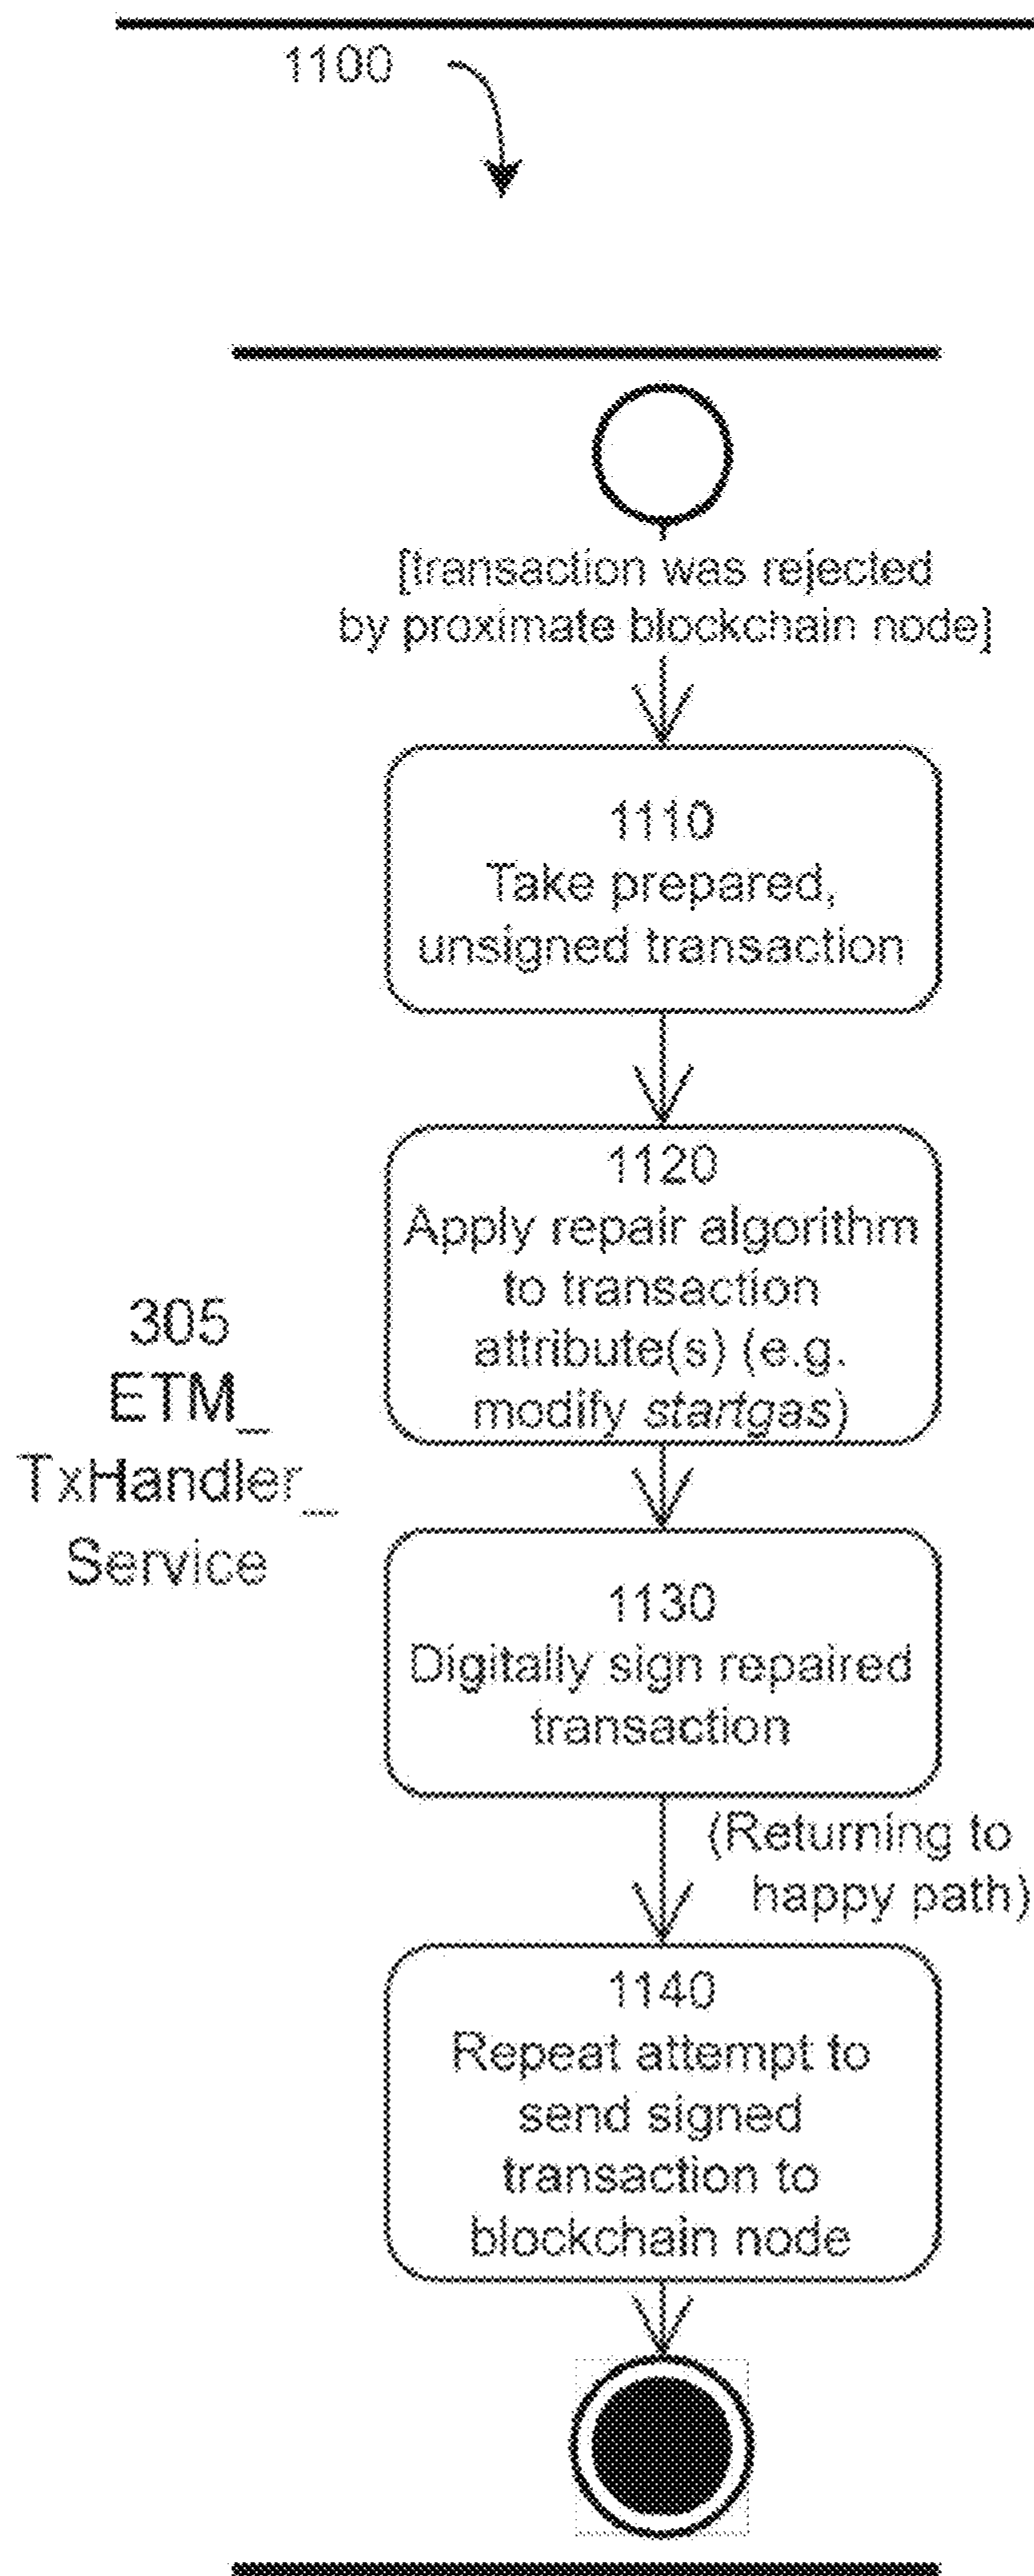 1100
[transaction was rejected
by proximate blockchain node]
1110
Take prepared,
unsigned transaction
1120
Apply repair algorithm
to transaction
attribute(s) (e.g.
modify startgas)
305
ETM_
TxHandler_
Service
1130
Digitally sign repaired
transaction
(Returning to
happy path)
1140
Repeat attempt to
send signed
transaction to
blockchain node